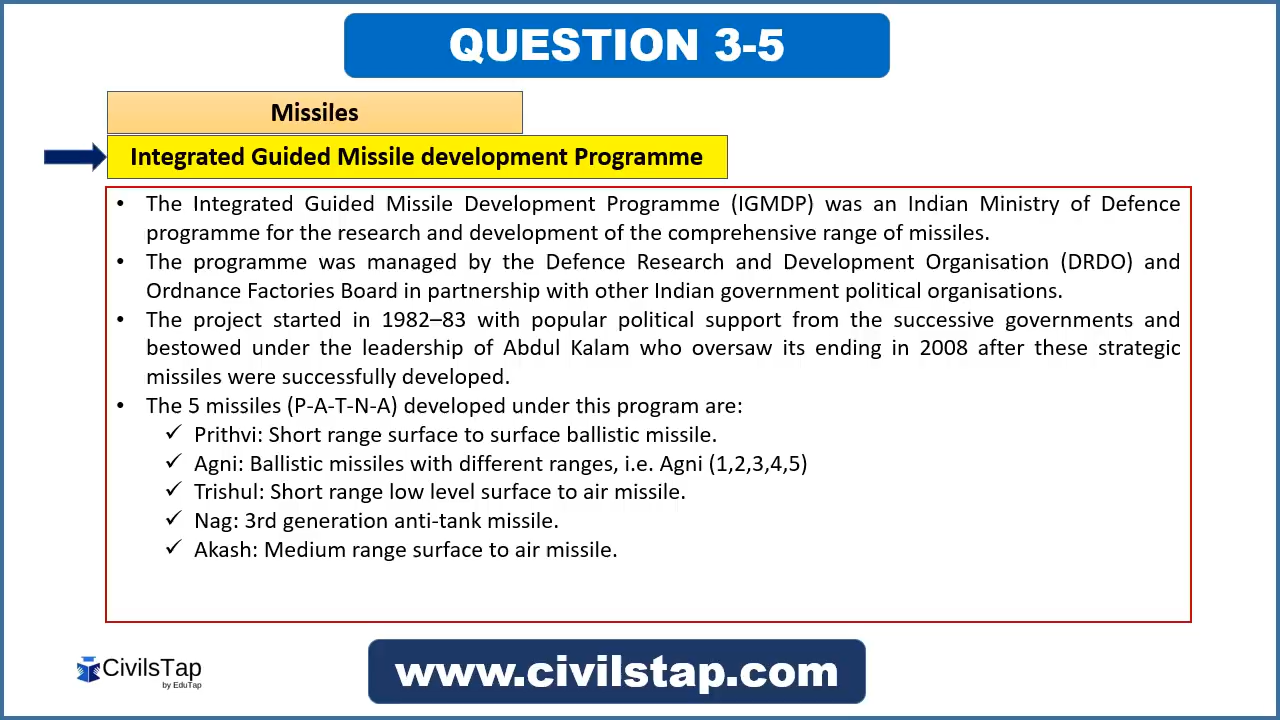 QUESTION 3-5
Missiles
Integrated Guided Missile development Programme
• The Integrated Guided Missile Development Programme (IGMDP) was an Indian Ministry of Defence
programme for the research and development of the comprehensive range of missiles.
• The programme was managed by the Defence Research and Development Organisation (DRDO) and
Ordnance Factories Board in partnership with other Indian government political organisations.
• The project started in 1982–83 with popular political support from the successive governments and
bestowed under the leadership of Abdul Kalam who oversaw its ending in 2008 after these strategic
missiles were successfully developed.
• The 5 missiles (P-A-T-N-A) developed under this program are:
✓ Prithvi: Short range surface to surface ballistic missile.
✓ Agni: Ballistic missiles with different ranges, i.e. Agni (1,2,3,4,5)
✓ Trishul: Short range low level surface to air missile.
✓ Nag: 3rd generation anti-tank missile.
✓ Akash: Medium range surface to air missile.
CivilsTap
by EduTap
www.civilstap.com